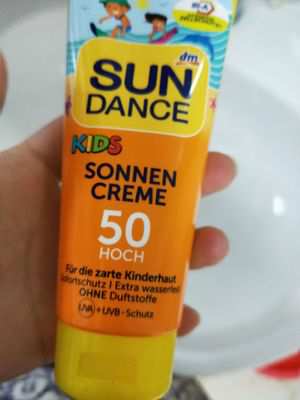 dm
SUN
DANCE
KIDS
SONNEN
CREME
50
HOCH
Für die zarte Kinderhaut
Sofortschutz | Extra wasserfest
OHNE Duftstoffe
UVA + UVB - Schutz